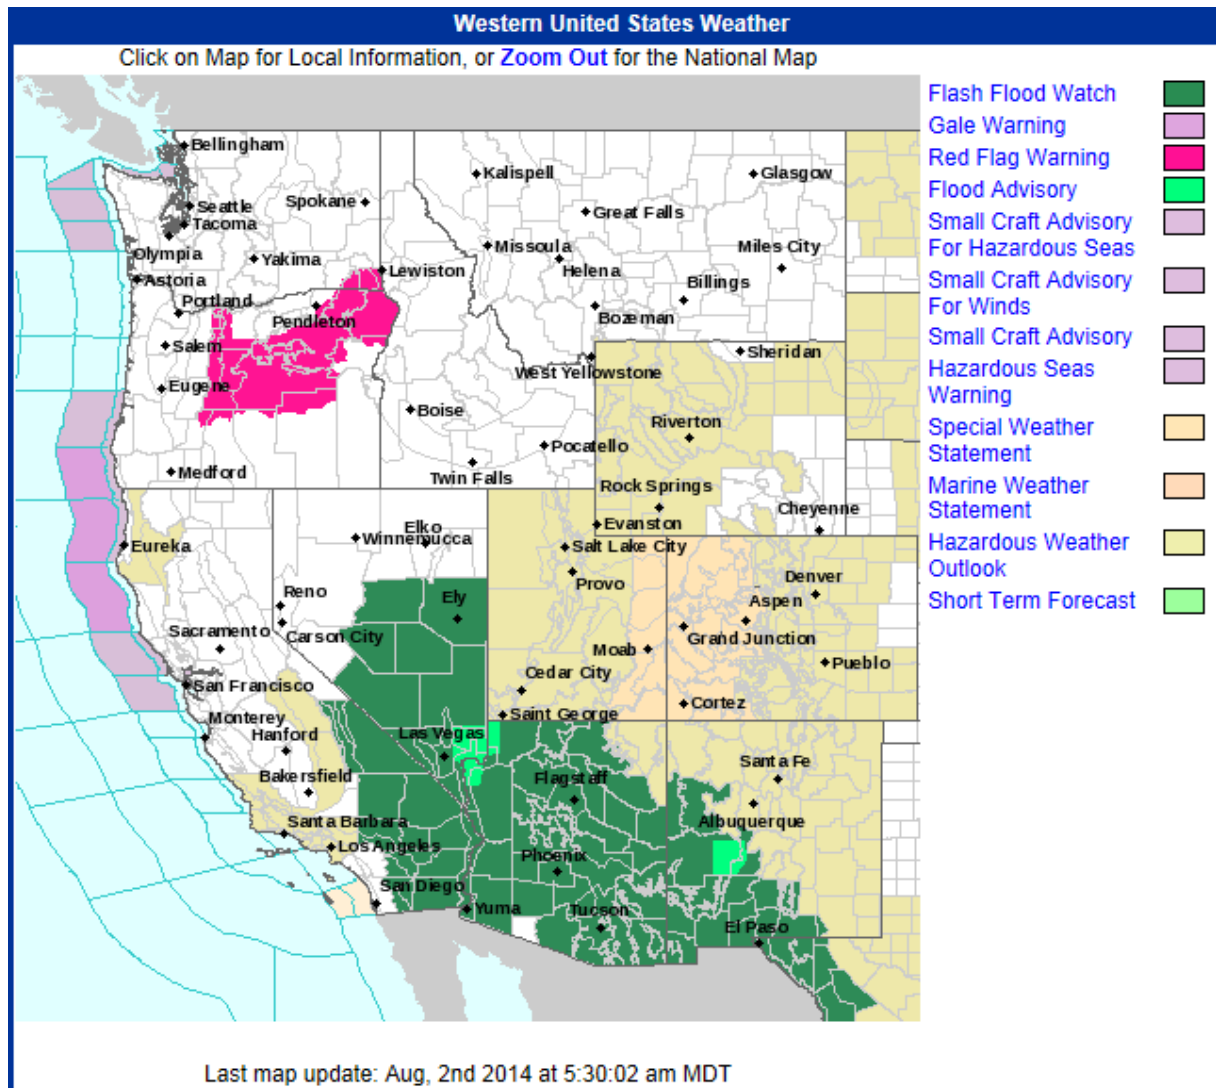 Western United States Weather
Click on Map for Local Information, or Zoom Out for the National Map
Flash Flood Watch
Gale Warning
Red Flag Warning
Flood Advisory
Small Craft Advisory
For Hazardous Seas
Small Craft Advisory
For Winds
Small Craft Advisory
Hazardous Seas
Warning
Special Weather
Statement
Marine Weather
Statement
Hazardous Weather
Outlook
Short Term Forecast
Bellingham
Kalispell
Glasgow
Seattle
Spokane
Tacoma
Great Falls
Olympia
Yakima
Missoula
Miles City
Lewiston
Helena
Astoria
Billings
Portland
Pendleton
Bozeman
Salem
Sheridan
West Yellowstone
Eugene
Boise
Riverton
Pocatello
Medford
Twin Falls
Rock Springs
Cheyenne
Elko
Evanston
Winnemucca
Eureka
Salt Lake City
Provo
Denver
Reno
Ely
Aspen
Sacramento
Carson City
Grand Junction
Moab
Pueblo
Cedar City
San Francisco
Cortez
Saint George
Monterey
Hanford
Las Vegas
Santa Fe
Bakersfield
Flagstaff
Albuquerque
Santa Barbara
Los Angeles
Phoenix
San Diego
Yuma
Tucson
El Paso
Last map update: Aug, 2nd 2014 at 5:30:02 am MDT